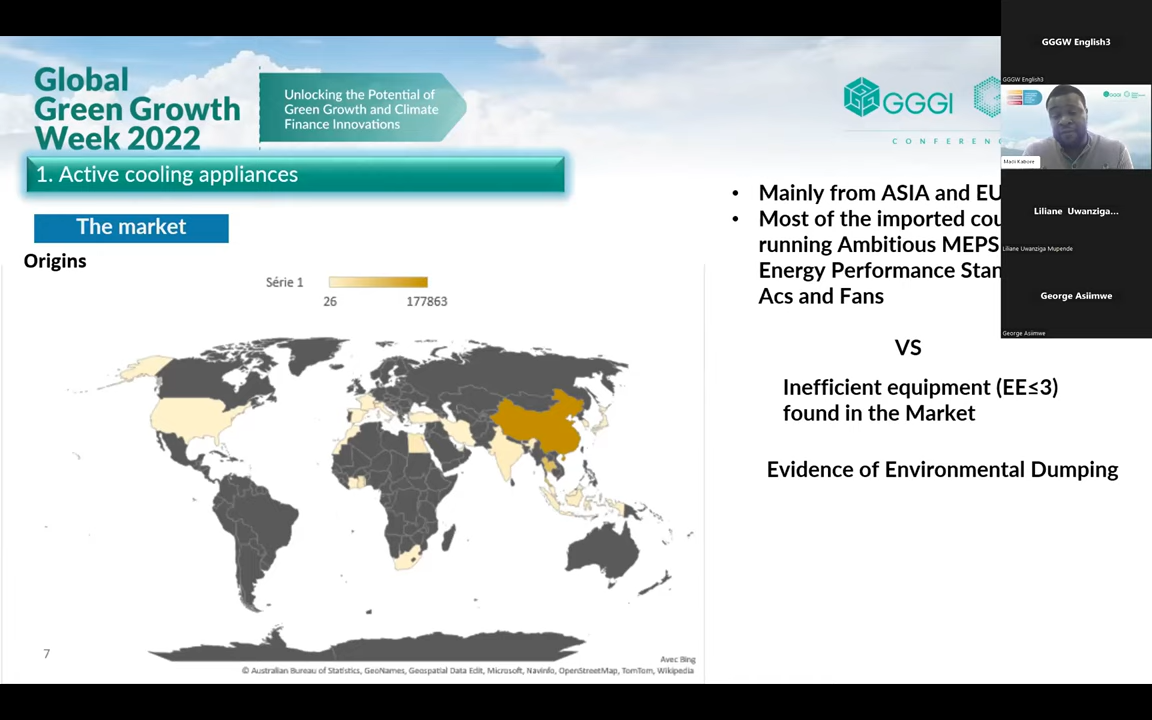 Global
Green Growth
Week 2022
Unlocking the Potential of
Green Growth and Climate
Finance Innovations
GGGI
CONFEREN
1. Active cooling appliances
The market
Origins
Série 1
26 177863
• Mainly from ASIA and EU
• Most of the imported cou
running Ambitious MEPS
Energy Performance Stan
Acs and Fans
VS
Inefficient equipment (EE≤3)
found in the Market
Evidence of Environmental Dumping
7
Avec Bing
© Australian Bureau of Statistics, GeoNames, Geospatial Data Edit, Microsoft, Navinfo, OpenStreetMap, TomTom, Wikipedia
GGGW English3
GGGW English3
GGGI
Maci Kabore
Liliane Uwanziga...
Liliane Uwanziga Mupende
George Asiimwe
George Asiimwe